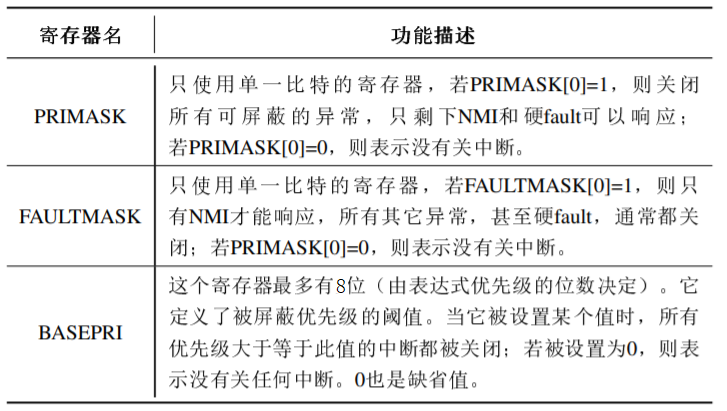 寄存器名 功能描述
PRIMASK
只使用单一比特的寄存器，若PRIMASK[0]=1，则关闭
所有可屏蔽的异常，只剩下NMI和硬fault可以响应；
若PRIMASK[0]=0，则表示没有关中断。
FAULTMASK
只使用单一比特的寄存器，若FAULTMASK[0]=1，则只
有NMI才能响应，所有其它异常，甚至硬fault，通常都关
闭；若PRIMASK[0]=0，则表示没有关中断。
BASEPRI
这个寄存器最多有8位（由表达式优先级的位数决定）。它
定义了被屏蔽优先级的阈值。当它被设置某个值时，所有
优先级大于等于此值的中断都被关闭；若被设置为0，则表
示没有关任何中断。0也是缺省值。